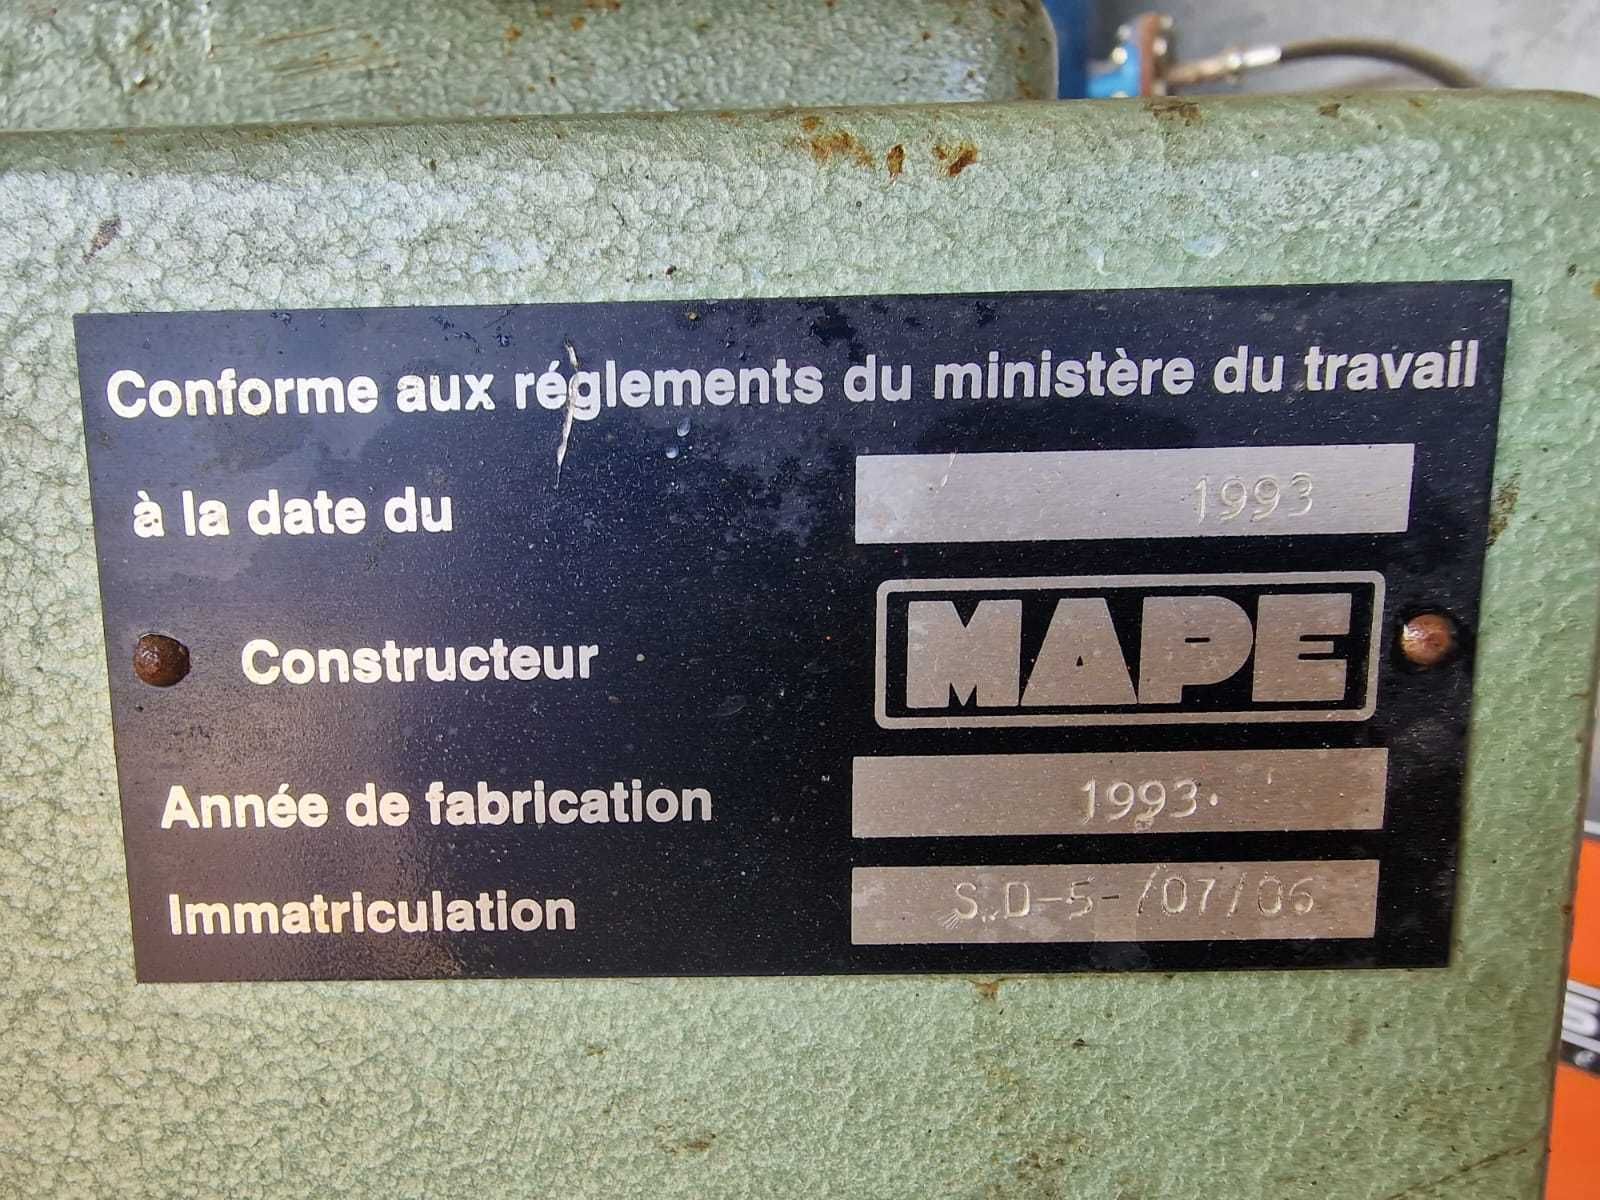 Conforme aux réglements du ministère du travail
à la date du 1993
Constructeur MAPE
Année de fabrication 1993.
Immatriculation S.D-5-/07/06